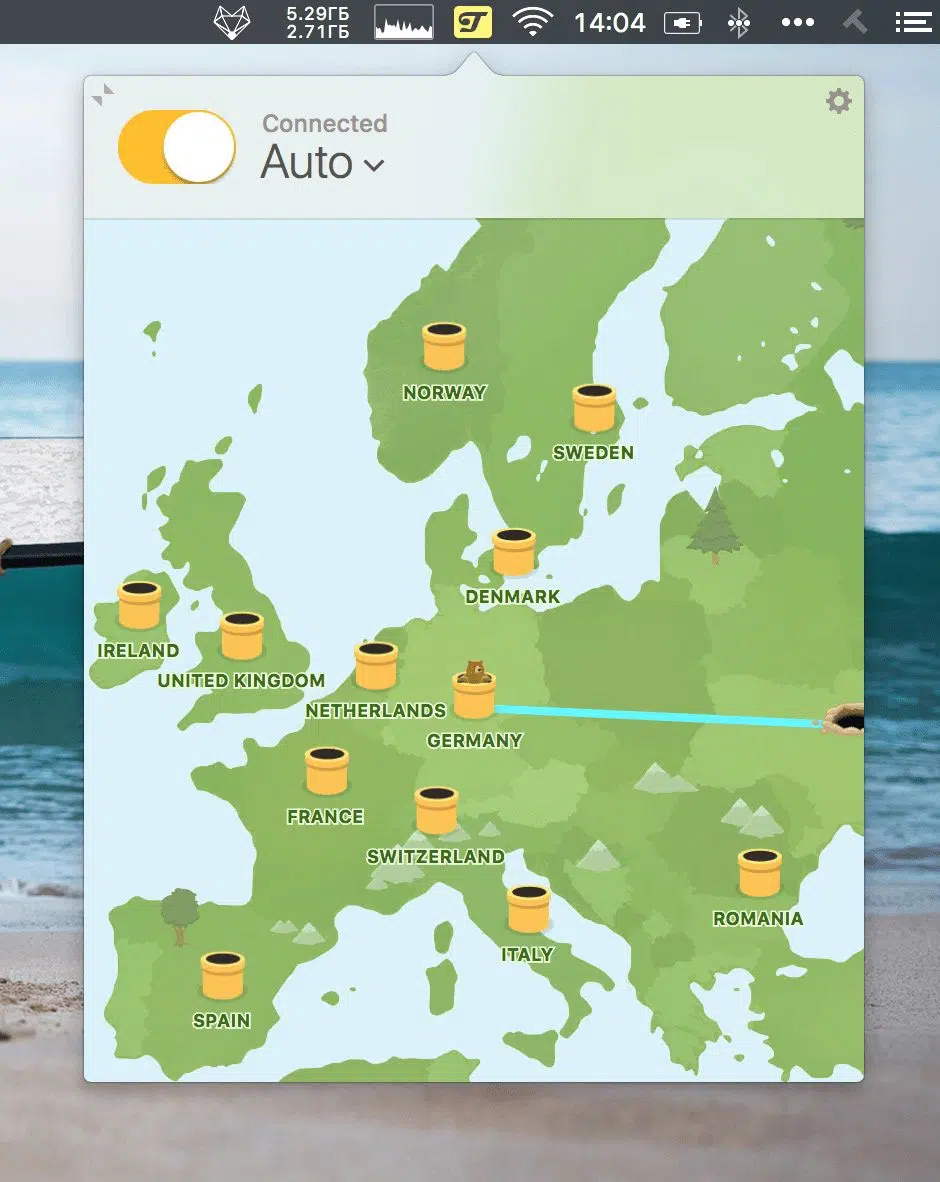 5.29ГБ
2.71ГБ
14:04
Connected
Auto
NORWAY
SWEDEN
DENMARK
IRELAND
UNITED KINGDOM
NETHERLANDS
GERMANY
FRANCE
SWITZERLAND
ROMANIA
ITALY
SPAIN